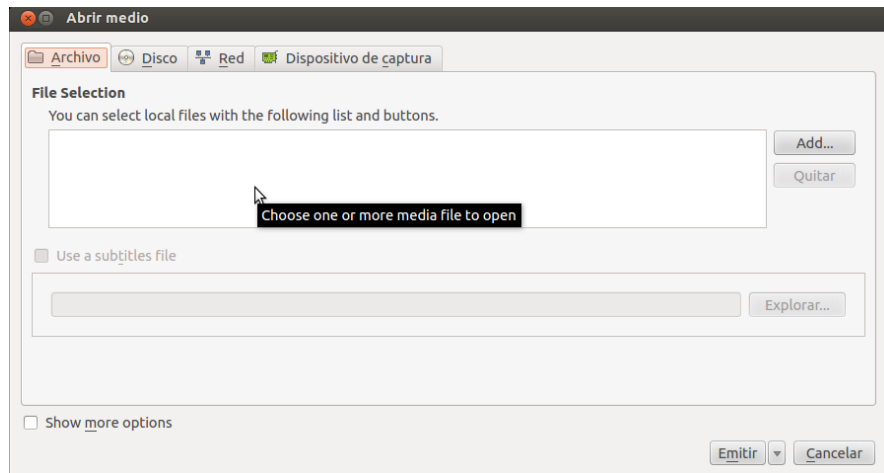 Abrir medio
Archivo Disco Red Dispositivo de captura
File Selection
You can select local files with the following list and buttons.
Add...
Quitar
Choose one or more media file to open
Use a subtitles file
Explorar...
Show more options
Emitir Cancelar